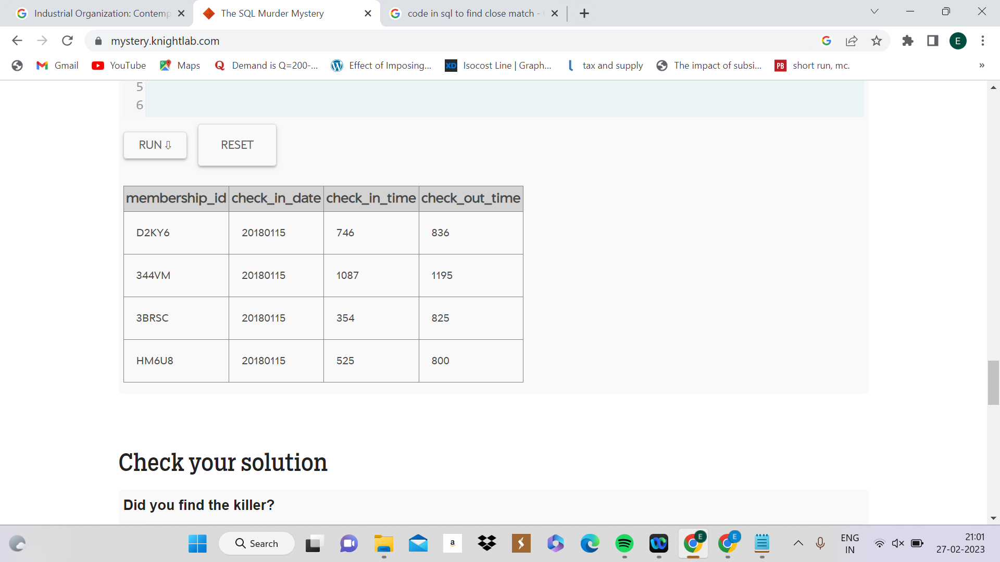 Industrial Organization: Contemp
The SQL Murder Mystery
code in sql to find close match -
mystery.knightlab.com
E
Gmail
YouTube
Maps
Q Demand is Q=200-...
Effect of Imposing...
XD Isocost Line | Graph...
tax and supply
The impact of subsi...
PB short run, mc.
»
5
6
RUN ⇩
RESET
membership_id check_in_date check_in_time check_out_time
D2KY6 20180115 746 836
344VM 20180115 1087 1195
3BRSC 20180115 354 825
HM6U8 20180115 525 800
Check your solution
Did you find the killer?
Search
a
E
E
ENG
IN
21:01
27-02-2023